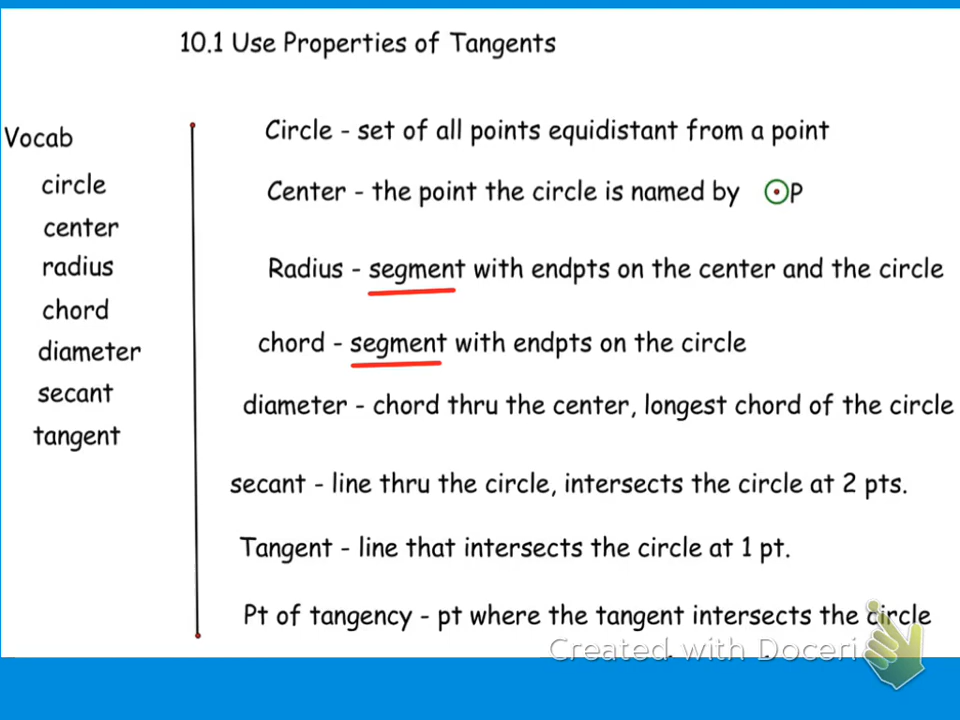 10.1 Use Properties of Tangents
Vocab
circle
center
radius
chord
diameter
secant
tangent
Circle - set of all points equidistant from a point
Center - the point the circle is named by ⊙P
Radius - segment with endpts on the center and the circle
chord - segment with endpts on the circle
diameter - chord thru the center, longest chord of the circle
secant - line thru the circle, intersects the circle at 2 pts.
Tangent - line that intersects the circle at 1 pt.
Pt of tangency - pt where the tangent intersects the circle
Created with Doceri